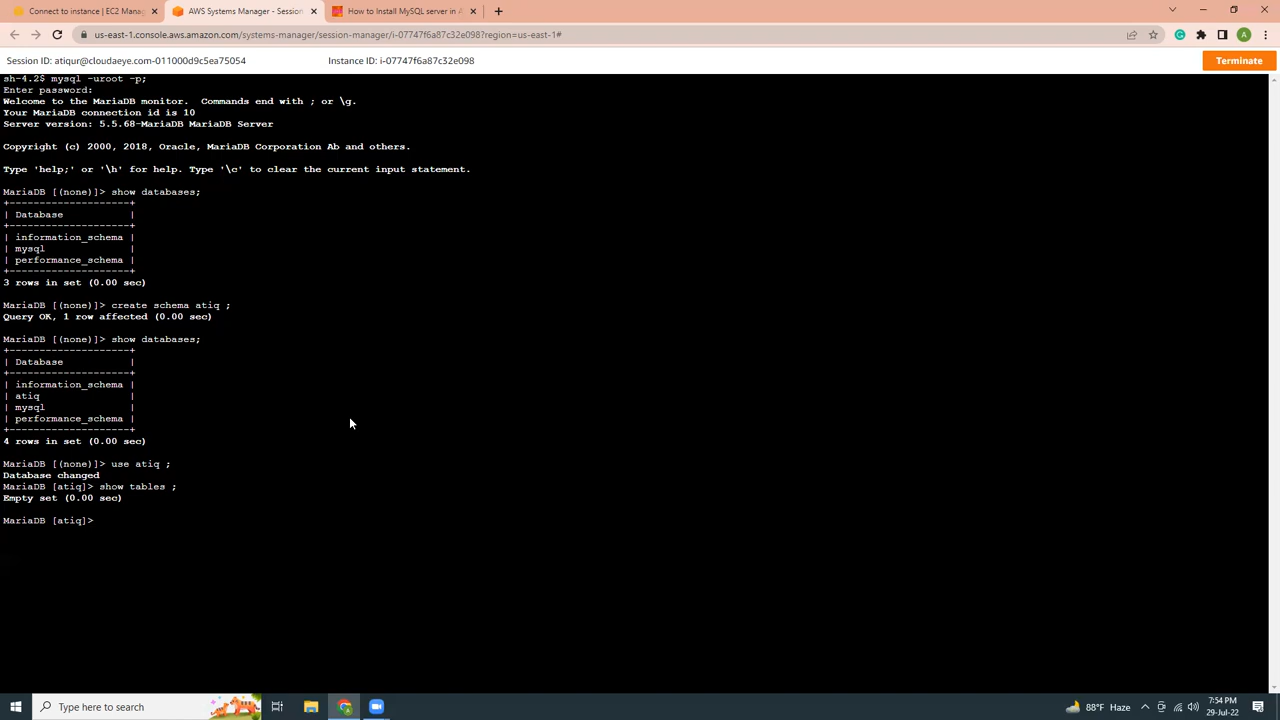 Connect to instance | EC2 Manag
AWS Systems Manager - Session
How to Install MySQL server in A
us-east-1.console.aws.amazon.com/systems-manager/session-manager/i-07747f6a87c32e098?region=us-east-1#
A
Session ID: atiqur@cloudaeye.com-011000d9c5ea75054
Instance ID: i-07747f6a87c32e098
Terminate
sh-4.2$ mysql -uroot -p;
Enter password:
Welcome to the MariaDB monitor.  Commands end with ; or \g.
Your MariaDB connection id is 10
Server version: 5.5.68-MariaDB MariaDB Server
Copyright (c) 2000, 2018, Oracle, MariaDB Corporation Ab and others.
Type 'help;' or '\h' for help. Type '\c' to clear the current input statement.
MariaDB [(none)]> show databases;
+--------------------+
| Database           |
+--------------------+
| information_schema |
| mysql              |
| performance_schema |
+--------------------+
3 rows in set (0.00 sec)
MariaDB [(none)]> create schema atiq ;
Query OK, 1 row affected (0.00 sec)
MariaDB [(none)]> show databases;
+--------------------+
| Database           |
+--------------------+
| information_schema |
| atiq               |
| mysql              |
| performance_schema |
+--------------------+
4 rows in set (0.00 sec)
MariaDB [(none)]> use atiq ;
Database changed
MariaDB [atiq]> show tables ;
Empty set (0.00 sec)
MariaDB [atiq]>
Type here to search
88°F Haze
7:54 PM
29-Jul-22